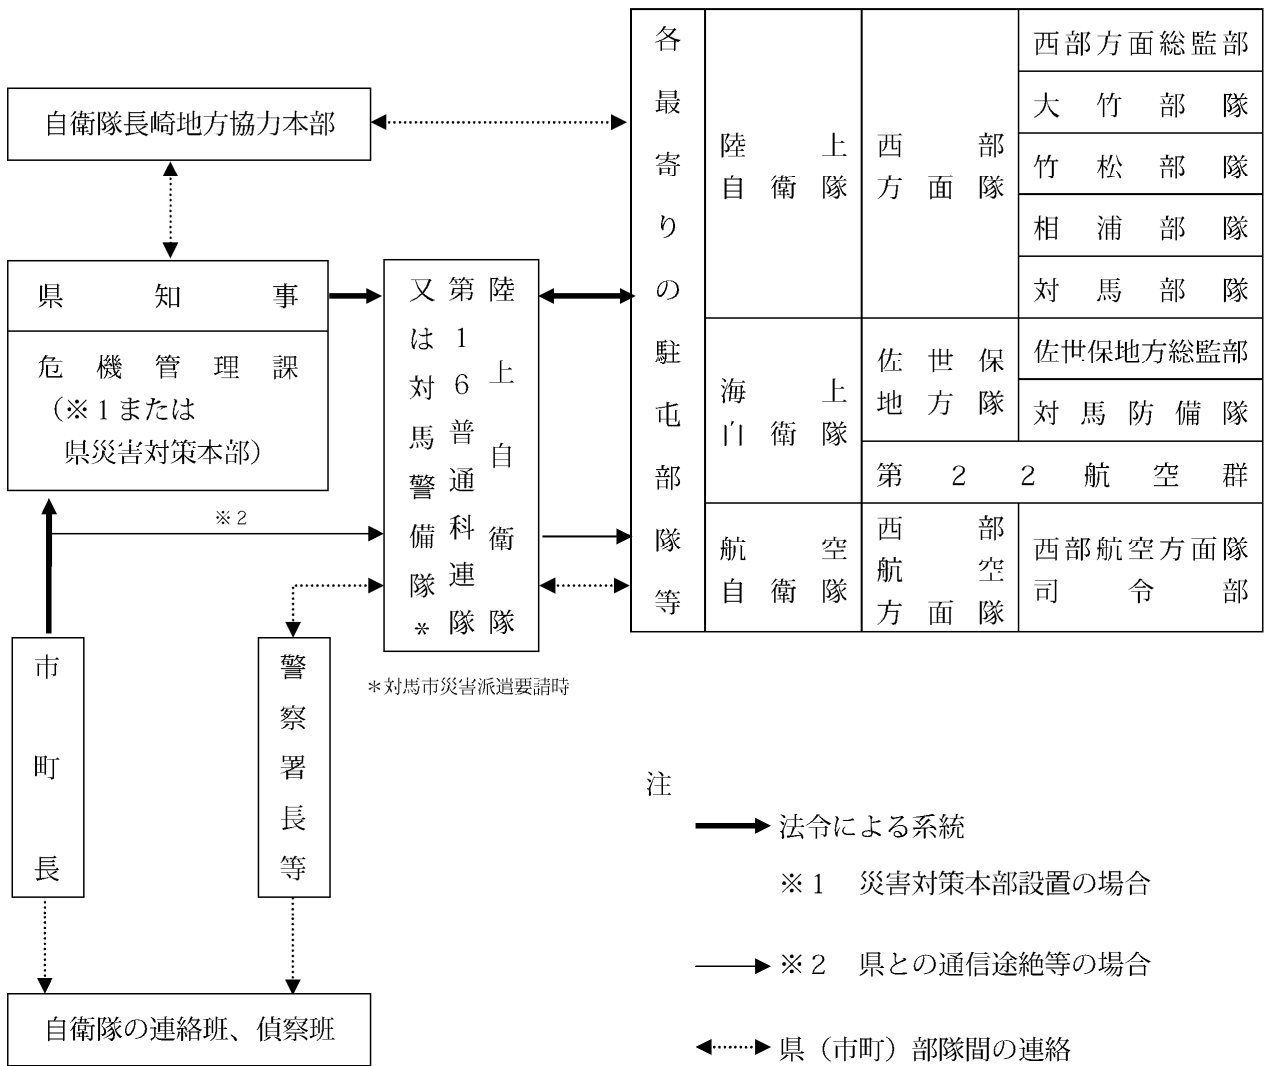 自衛隊長崎地方協力本部
県知事
危機管理課
（※１または
県災害対策本部）
※２
市町長
警察署長等
自衛隊の連絡班、偵察班
陸上自衛隊
第１６普通科連隊
又は対馬警備隊＊
＊対馬市災害派遣要請時
各最寄りの駐屯部隊等
陸上
自衛隊
西部
方面隊
西部方面総監部
大竹部隊
竹松部隊
相浦部隊
対馬部隊
海上
自衛隊
佐世保
地方隊
佐世保地方総監部
対馬防備隊
第２２航空群
航空
自衛隊
西部
航空
方面隊
西部航空方面隊
司令部
注
法令による系統
※１　災害対策本部設置の場合
※２　県との通信途絶等の場合
県（市町）部隊間の連絡